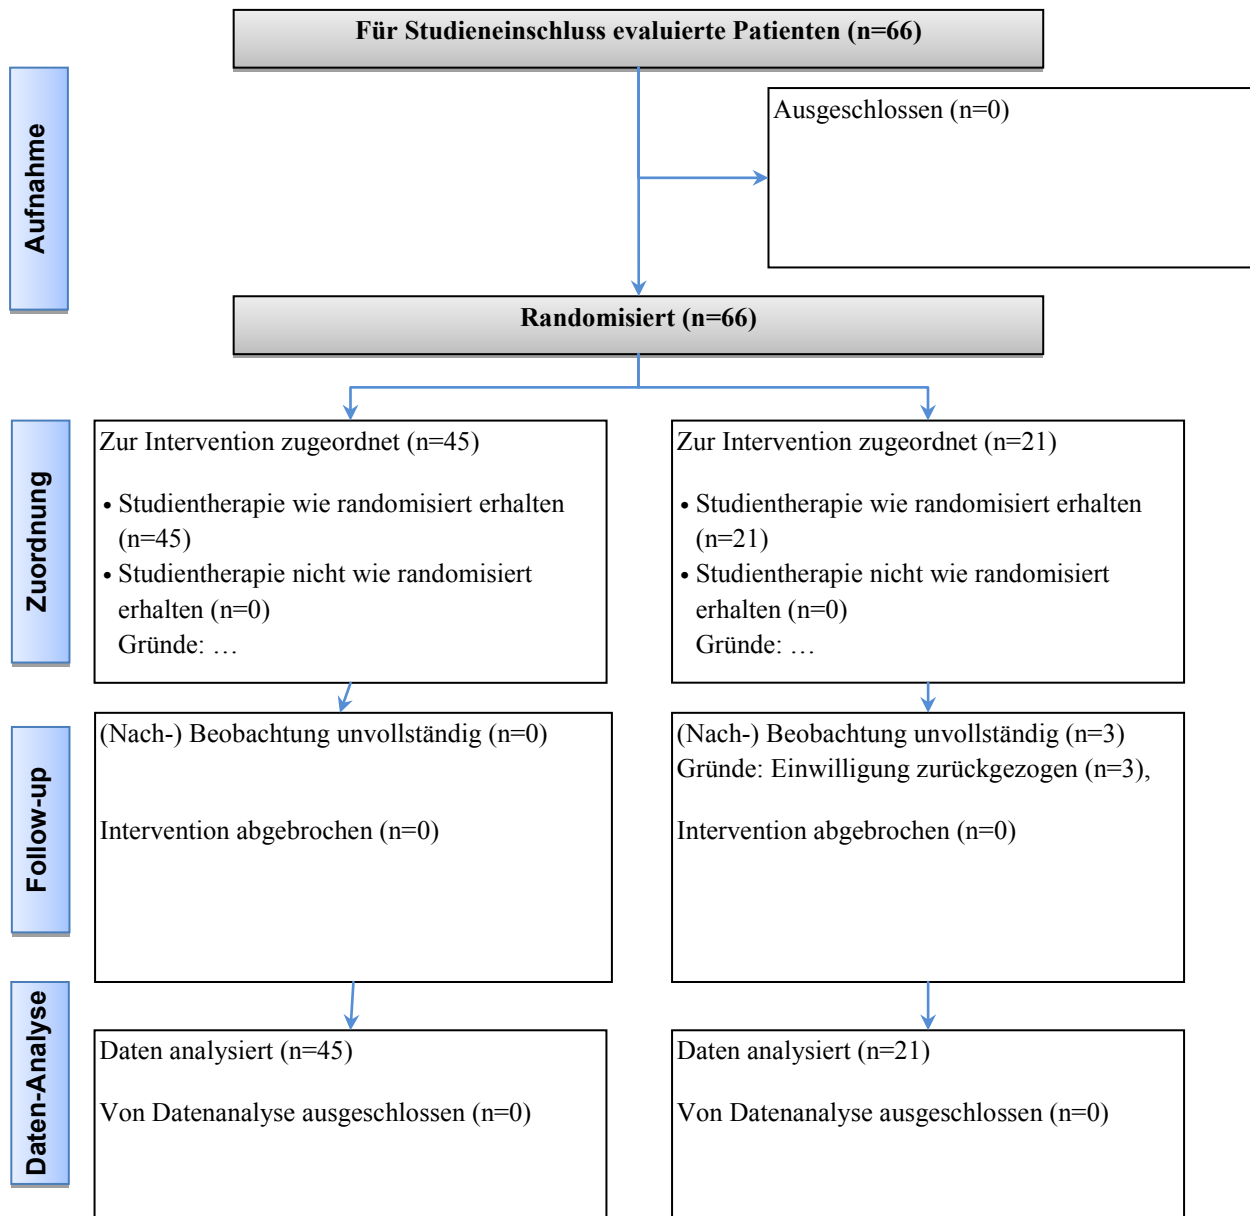 Für Studieneinschluss evaluierte Patienten (n=66)
Aufnahme
Ausgeschlossen (n=0)
Randomisiert (n=66)
Zuordnung
Zur Intervention zugeordnet (n=45)
• Studientherapie wie randomisiert erhalten
(n=45)
• Studientherapie nicht wie randomisiert
erhalten (n=0)
Gründe: …
Zur Intervention zugeordnet (n=21)
• Studientherapie wie randomisiert erhalten
(n=21)
• Studientherapie nicht wie randomisiert
erhalten (n=0)
Gründe: …
Follow-up
(Nach-) Beobachtung unvollständig (n=0)
Intervention abgebrochen (n=0)
(Nach-) Beobachtung unvollständig (n=3)
Gründe: Einwilligung zurückgezogen (n=3),
Intervention abgebrochen (n=0)
Daten-Analyse
Daten analysiert (n=45)
Von Datenanalyse ausgeschlossen (n=0)
Daten analysiert (n=21)
Von Datenanalyse ausgeschlossen (n=0)